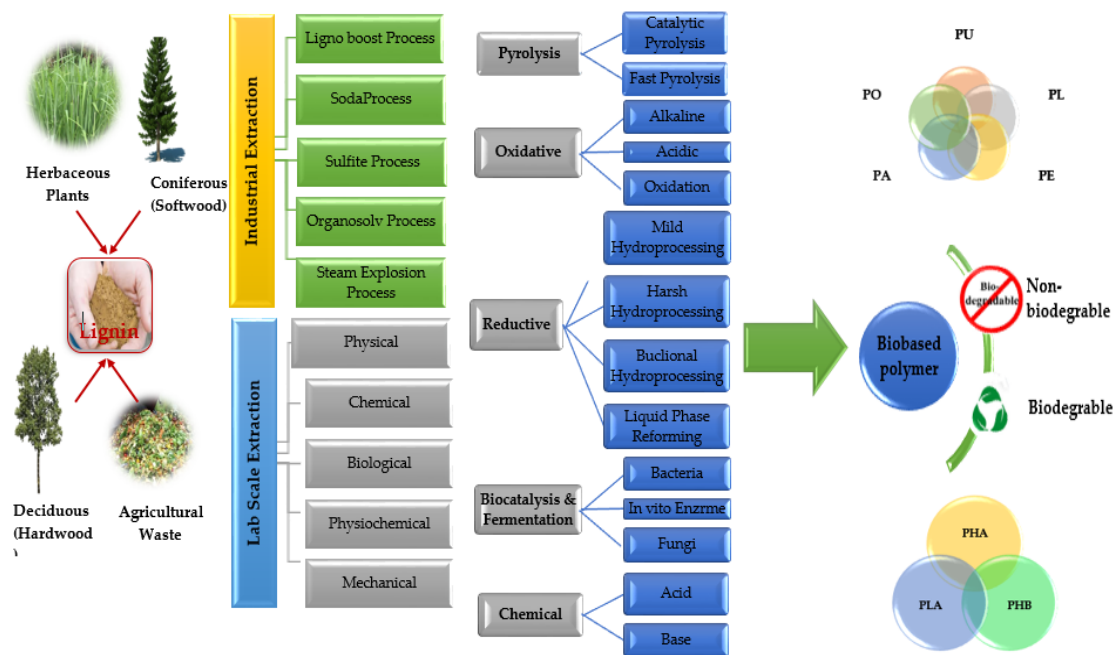 Herbaceous
Plants
Coniferous
(Softwood)
Lignin
Deciduous
(Hardwood
)
Agricultural
Waste
Industrial Extraction
Ligno boost Process
SodaProcess
Sulfite Process
Organosolv Process
Steam Explosion
Process
Lab Scale Extraction
Physical
Chemical
Biological
Physiochemical
Mechanical
Pyrolysis
Catalytic
Pyrolysis
Fast Pyrolysis
Oxidative
Alkaline
Acidic
Oxidation
Reductive
Mild
Hydroprocessing
Harsh
Hydroprocessing
Buclional
Hydroprocessing
Liquid Phase
Reforming
Biocatalysis &
Fermentation
Bacteria
In vito Enzrme
Fungi
Chemical
Acid
Base
PU
PO
PL
PA
PE
Biobased
polymer
Bio-
degradable
Non-
biodegrable
Biodegrable
PHA
PLA
PHB